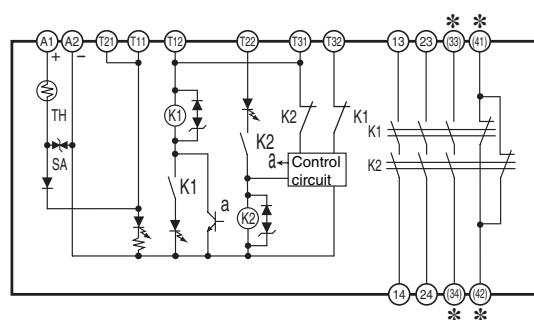 A1 A2 T21 T11 T12 T22 T31 T32 13 23 (33) (41)
* *
+ −
TH
SA
K1
K1
a
K2
K2
a
K2 K1
Control
circuit
K1
K2
14 24 (34) (42)
* *